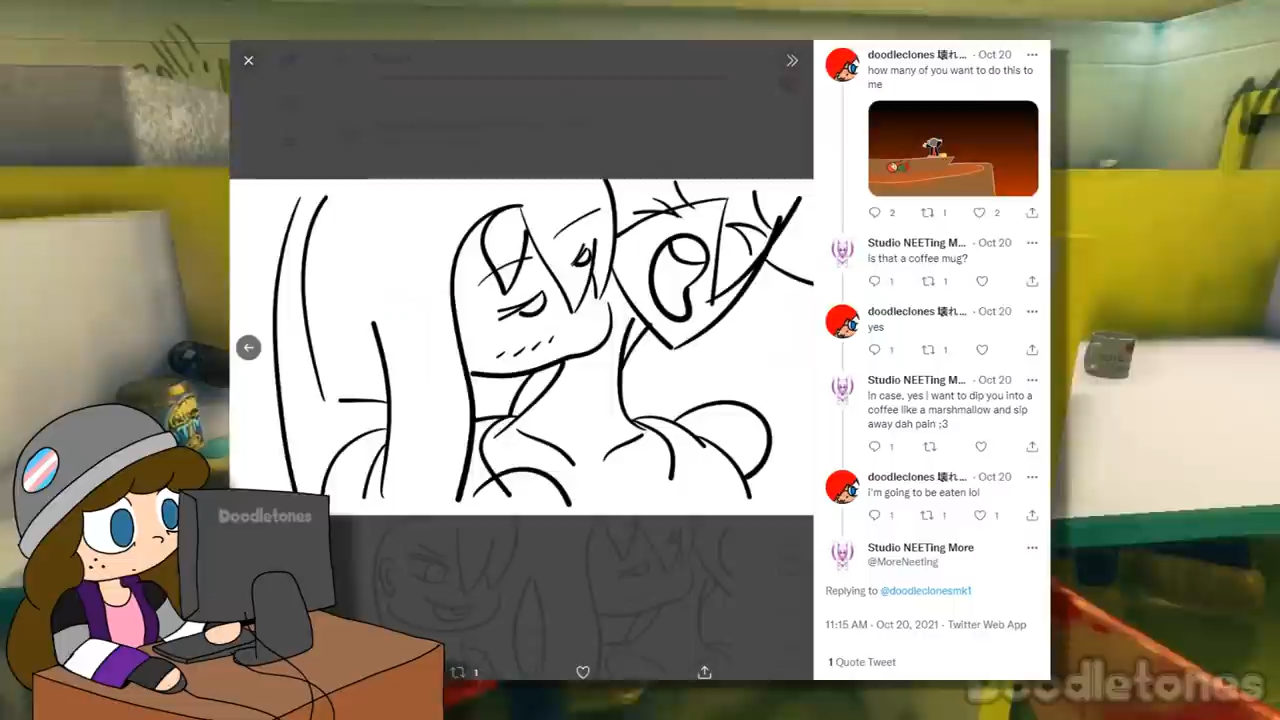 doodleclones 壊れ... · Oct 20
how many of you want to do this to
me
2 1 2
Studio NEETing M... · Oct 20
is that a coffee mug?
1 1
doodleclones 壊れ... · Oct 20
yes
1 1
Studio NEETing M... · Oct 20
In case, yes i want to dip you into a
coffee like a marshmallow and sip
away dah pain ;3
1
doodleclones 壊れ... · Oct 20
i'm going to be eaten lol
1 1 1
Studio NEETing More
@MoreNeeting
Replying to @doodleclonesmk1
11:15 AM · Oct 20, 2021 · Twitter Web App
1 Quote Tweet
1
Doodletones
Doodletones